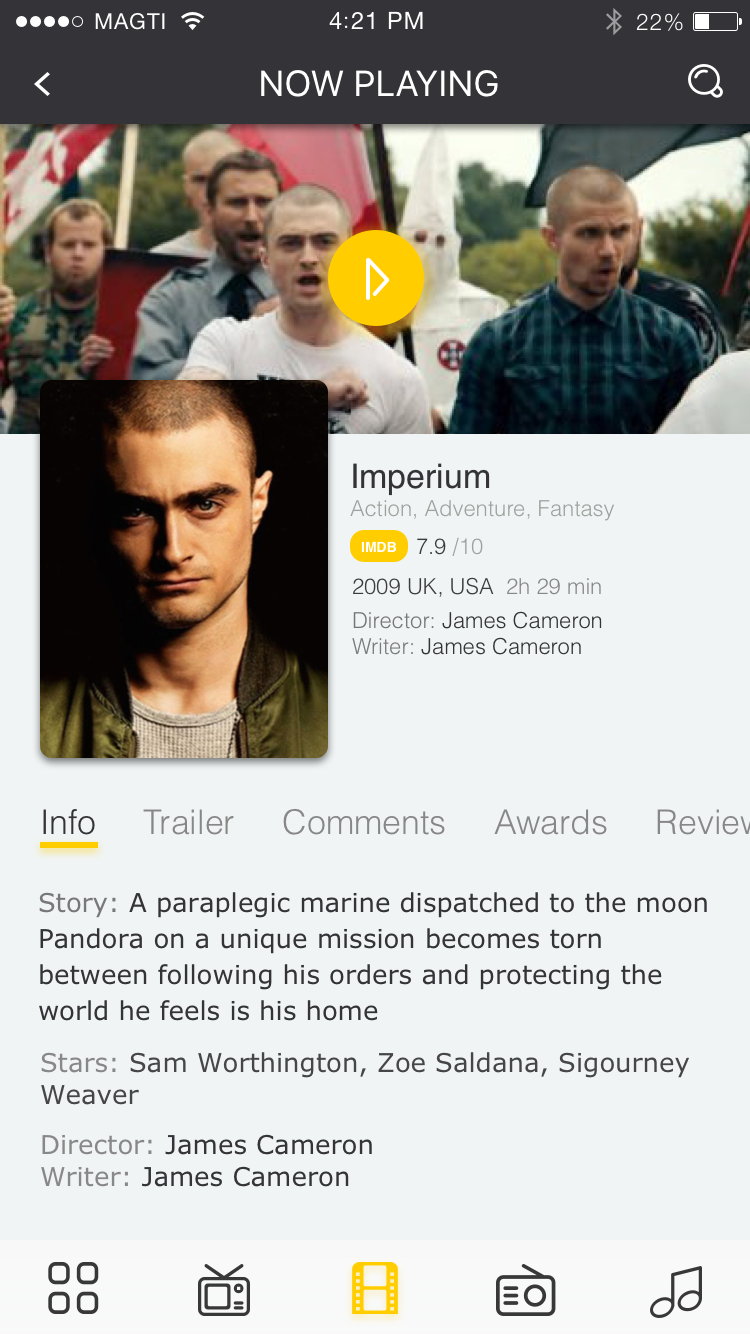 MAGTI 4:21 PM 22%
NOW PLAYING
Imperium
Action, Adventure, Fantasy
IMDB 7.9 /10
2009 UK, USA 2h 29 min
Director: James Cameron
Writer: James Cameron
Info Trailer Comments Awards Review
Story: A paraplegic marine dispatched to the moon
Pandora on a unique mission becomes torn
between following his orders and protecting the
world he feels is his home
Stars: Sam Worthington, Zoe Saldana, Sigourney
Weaver
Director: James Cameron
Writer: James Cameron